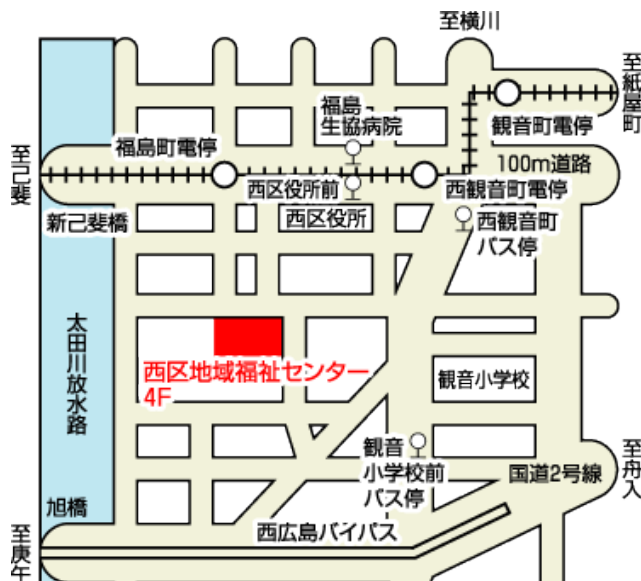 至横川
至紙屋町
福島
生協病院
観音町電停
福島町電停
100m道路
至己斐
西区役所前
西観音町電停
西区役所
新己斐橋
西観音町
バス停
太田川放水路
西区地域福祉センター
4F
観音小学校
観音
小学校前
バス停
至舟入
国道2号線
旭橋
西広島バイパス
至庚午